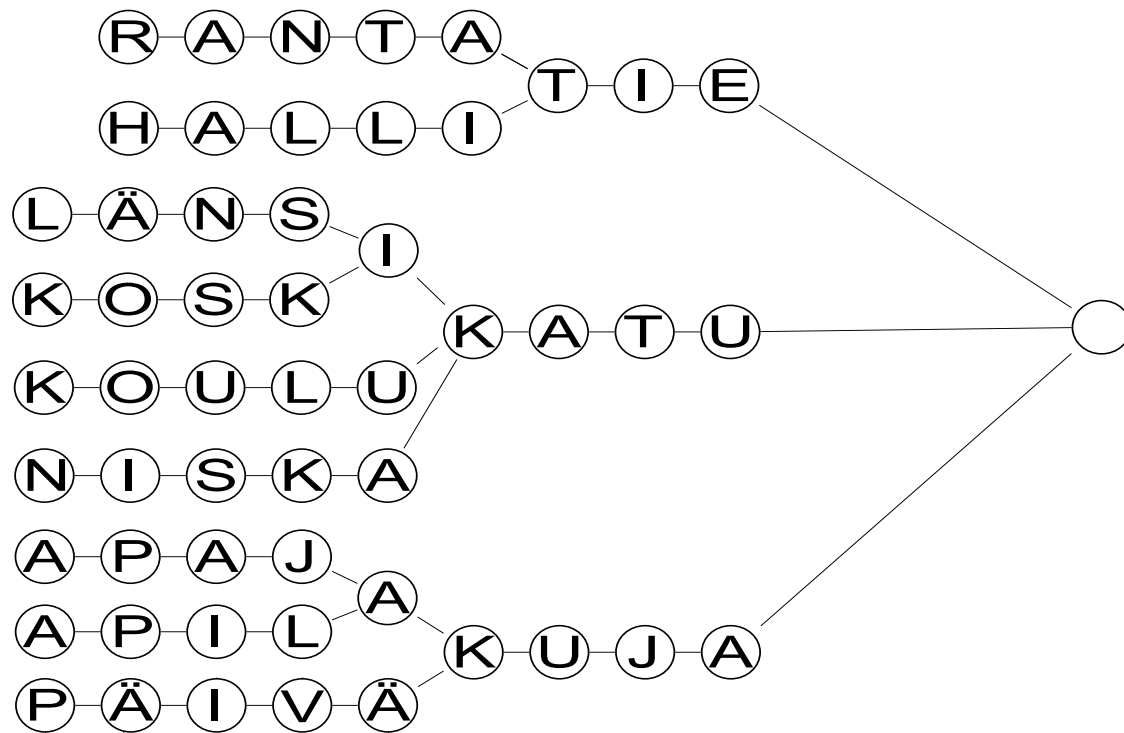 RANTA
TIE
HALLI
LÄNS
I
KOSK
KATU
KOULU
NISKA
APAJ
A
APIL
KUJA
PÄIVÄ